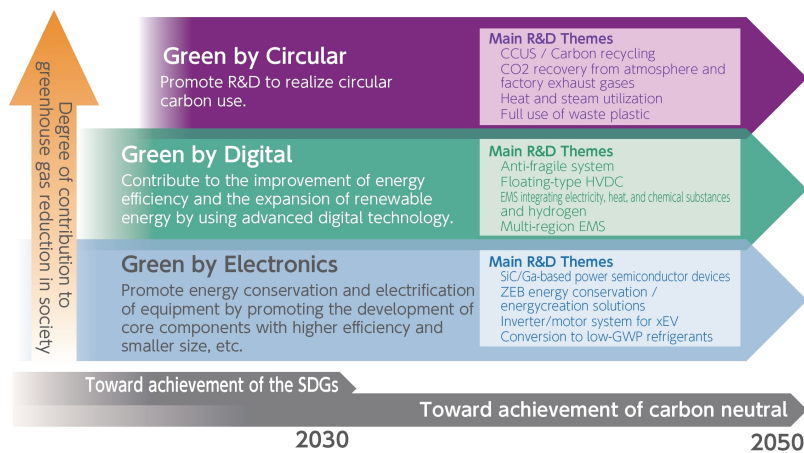 Degree of contribution to
greenhouse gas reduction in society
Green by Circular
Promote R&D to realize circular
carbon use.
Main R&D Themes
CCUS / Carbon recycling
CO2 recovery from atmosphere and
factory exhaust gases
Heat and steam utilization
Full use of waste plastic
Green by Digital
Contribute to the improvement of energy
efficiency and the expansion of renewable
energy by using advanced digital technology.
Main R&D Themes
Anti-fragile system
Floating-type HVDC
EMS integrating electricity, heat, and chemical substances
and hydrogen
Multi-region EMS
Green by Electronics
Promote energy conservation and electrification
of equipment by promoting the development of
core components with higher efficiency and
smaller size, etc.
Main R&D Themes
SiC/Ga-based power semiconductor devices
ZEB energy conservation /
energycreation solutions
Inverter/motor system for xEV
Conversion to low-GWP refrigerants
Toward achievement of the SDGs
Toward achievement of carbon neutral
2030
2050